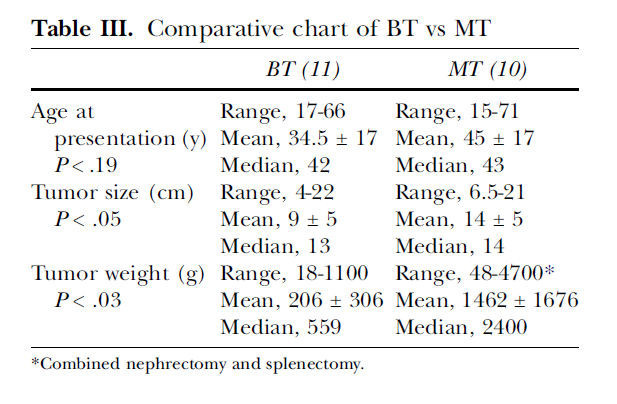 Table III. Comparative chart of BT vs MT
BT (11) MT (10)
Age at Range, 17-66 Range, 15-71
presentation (y) Mean, 34.5 ± 17 Mean, 45 ± 17
P < .19 Median, 42 Median, 43
Tumor size (cm) Range, 4-22 Range, 6.5-21
P < .05 Mean, 9 ± 5 Mean, 14 ± 5
Median, 13 Median, 14
Tumor weight (g) Range, 18-1100 Range, 48-4700*
P < .03 Mean, 206 ± 306 Mean, 1462 ± 1676
Median, 559 Median, 2400
*Combined nephrectomy and splenectomy.